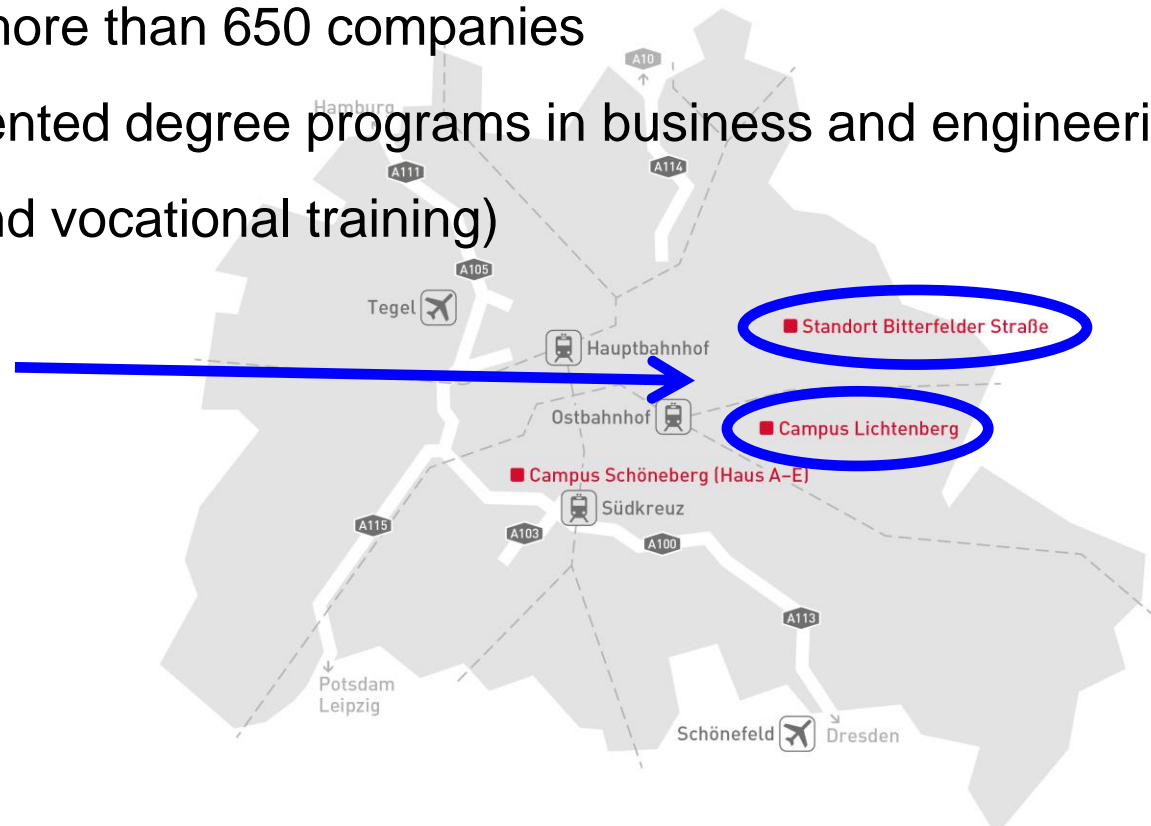 more than 650 companies
A10
Hamburg
ented degree programs in business and engineeri
A111
A114
nd vocational training)
A105
Tegel
Standort Bitterfelder Straße
Hauptbahnhof
Ostbahnhof
Campus Lichtenberg
Campus Schöneberg (Haus A–E)
Südkreuz
A115
A103
A100
A113
Potsdam
Leipzig
Schönefeld
Dresden